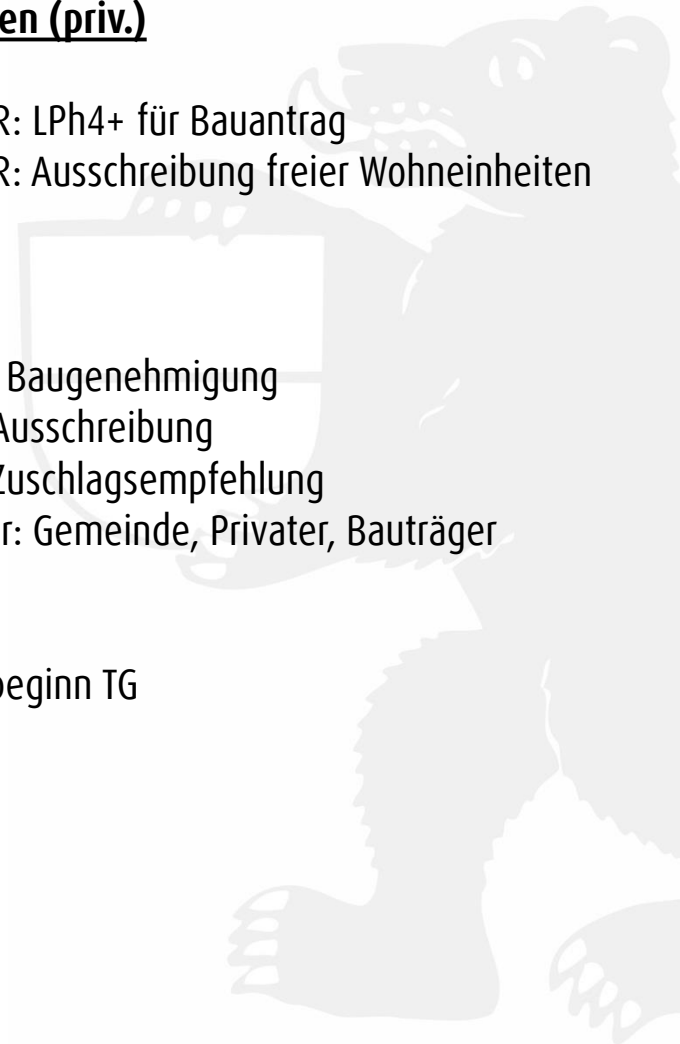 en (priv.)
R: LPh4+ für Bauantrag
R: Ausschreibung freier Wohneinheiten
Baugenehmigung
Ausschreibung
Zuschlagsempfehlung
r: Gemeinde, Privater, Bauträger
beginn TG